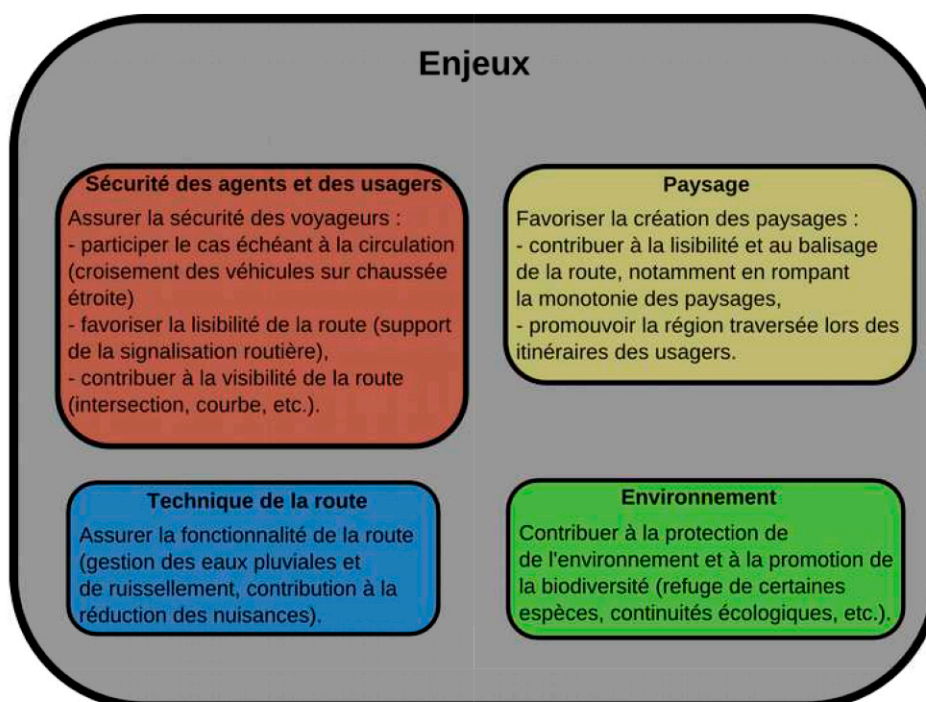 Enjeux
Sécurité des agents et des usagers
Assurer la sécurité des voyageurs :
- participer le cas échéant à la circulation
(croisement des véhicules sur chaussée
étroite)
- favoriser la lisibilité de la route (support
de la signalisation routière),
- contribuer à la visibilité de la route
(intersection, courbe, etc.).
Paysage
Favoriser la création des paysages :
- contribuer à la lisibilité et au balisage
de la route, notamment en rompant
la monotonie des paysages,
- promouvoir la région traversée lors des
itinéraires des usagers.
Technique de la route
Assurer la fonctionnalité de la route
(gestion des eaux pluviales et
de ruissellement, contribution à la
réduction des nuisances).
Environnement
Contribuer à la protection de
de l'environnement et à la promotion de
la biodiversité (refuge de certaines
espèces, continuités écologiques, etc.).